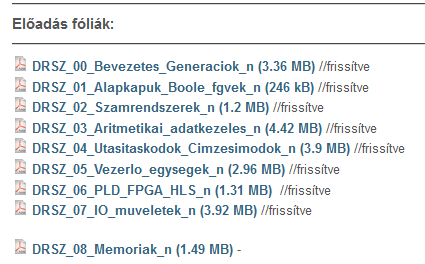 Előadás fóliák:
DRSZ_00_Bevezetes_Generaciok_n (3.36 MB) //frissítve
DRSZ_01_Alapkapuk_Boole_fgvek_n (246 kB) //frissítve
DRSZ_02_Szamrendszerek_n (1.2 MB) //frissítve
DRSZ_03_Aritmetikai_adatkezeles_n (4.42 MB) //frissítve
DRSZ_04_Utasitaskodok_Cimzesimodok_n (3.9 MB) //frissítve
DRSZ_05_Vezerlo_egysegek_n (2.96 MB) //frissítve
DRSZ_06_PLD_FPGA_HLS_n (1.31 MB) //frissítve
DRSZ_07_IO_muveletek_n (3.92 MB) //frissítve
DRSZ_08_Memoriak_n (1.49 MB) -